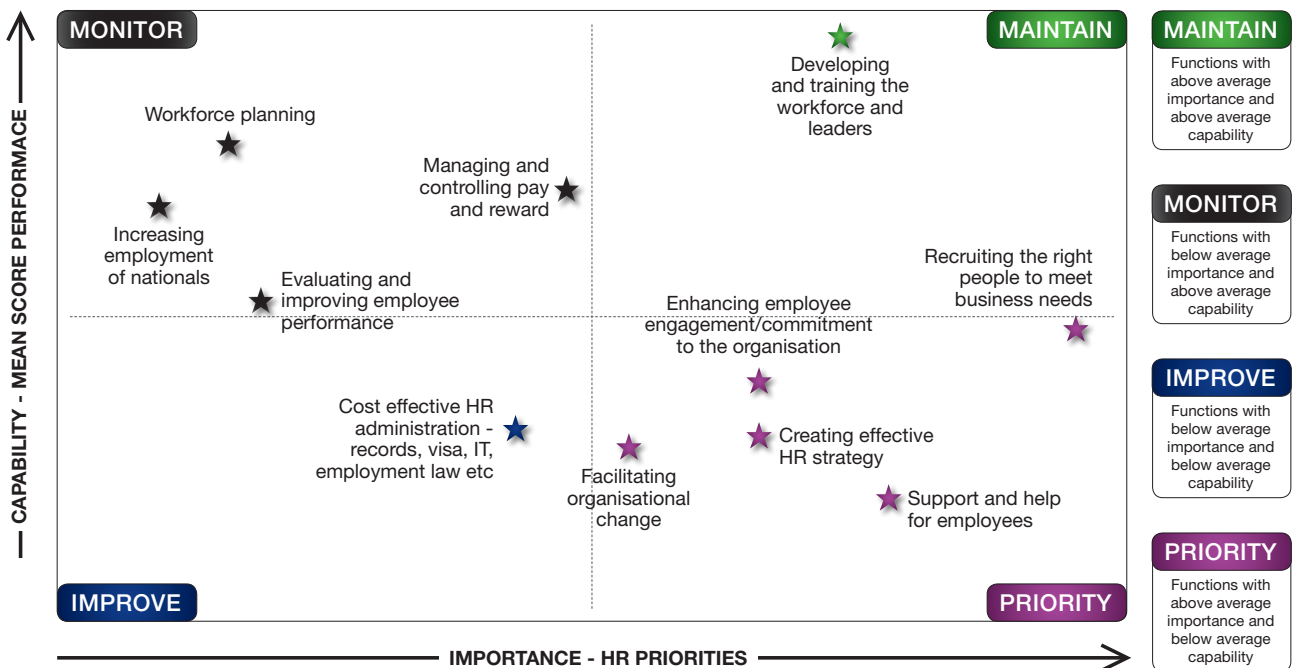 MONITOR
MAINTAIN
Developing
and training the
workforce and
leaders
Workforce planning
Managing and
controlling pay
and reward
Increasing
employment
of nationals
Evaluating and
improving employee
performance
Recruiting the right
people to meet
business needs
Enhancing employee
engagement/commitment
to the organisation
Cost effective HR
administration -
records, visa, IT,
employment law etc
Creating effective
HR strategy
Facilitating
organisational
change
Support and help
for employees
IMPROVE
PRIORITY
CAPABILITY - MEAN SCORE PERFORMACE
IMPORTANCE - HR PRIORITIES
MAINTAIN
Functions with
above average
importance and
above average
capability
MONITOR
Functions with
below average
importance and
above average
capability
IMPROVE
Functions with
below average
importance and
below average
capability
PRIORITY
Functions with
above average
importance and
below average
capability